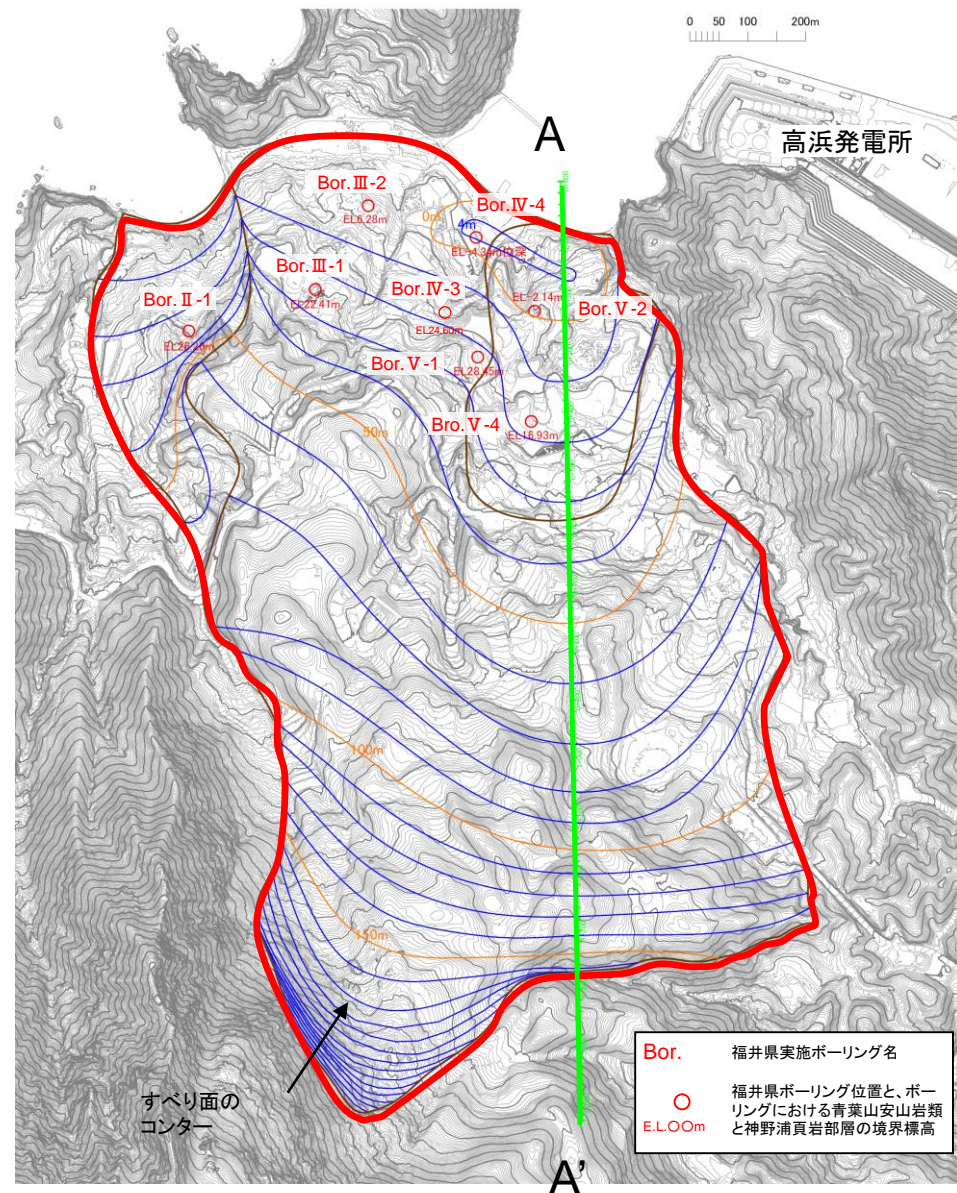 0 50 100 200m
A
高浜発電所
Bor.Ⅲ-2
EL6.28m
Bor.Ⅳ-4
0m
4m
Bor.Ⅲ-1
EL22.41m
Bor.Ⅳ-3
EL24.60m
EL-2.14m
Bor.Ⅴ-2
Bor.Ⅱ-1
Bor.Ⅴ-1
EL28.45m
Bro.Ⅴ-4
EL16.93m
50m
100m
150m
すべり面の
コンター
Bor.
福井県実施ボーリング名
E.L.〇〇m
福井県ボーリング位置と、ボー
リングにおける青葉山安山岩類
と神野浦頁岩部層の境界標高
A'